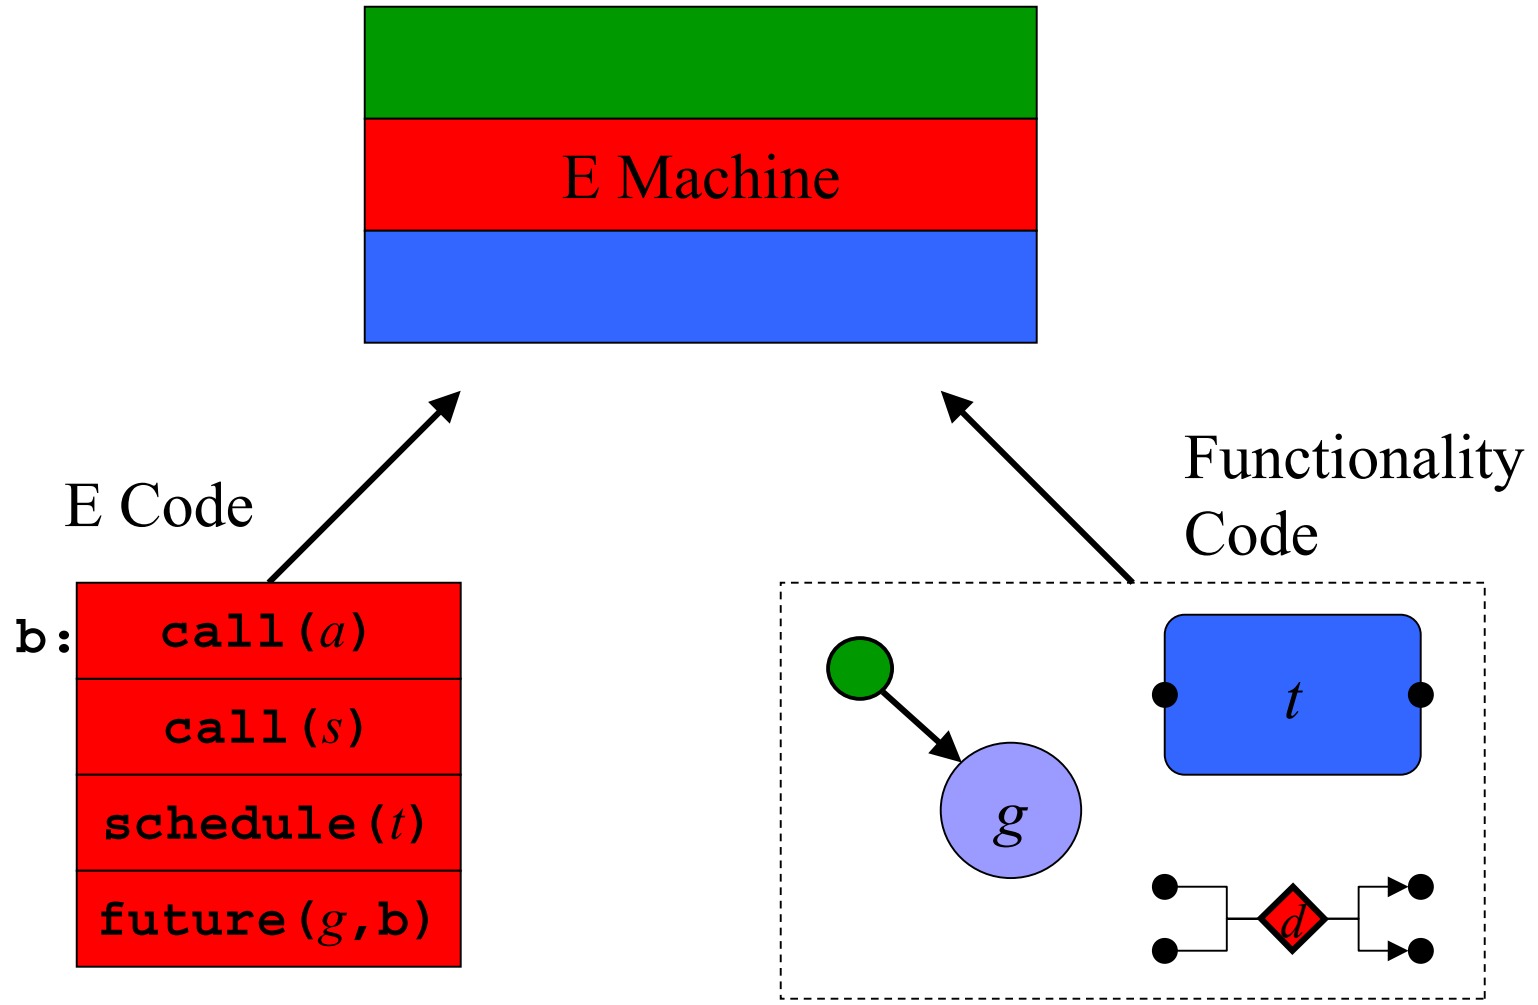 E Machine
E Code
Functionality
Code
b:
call(a)
call(s)
schedule(t)
future(g,b)
t
g
d